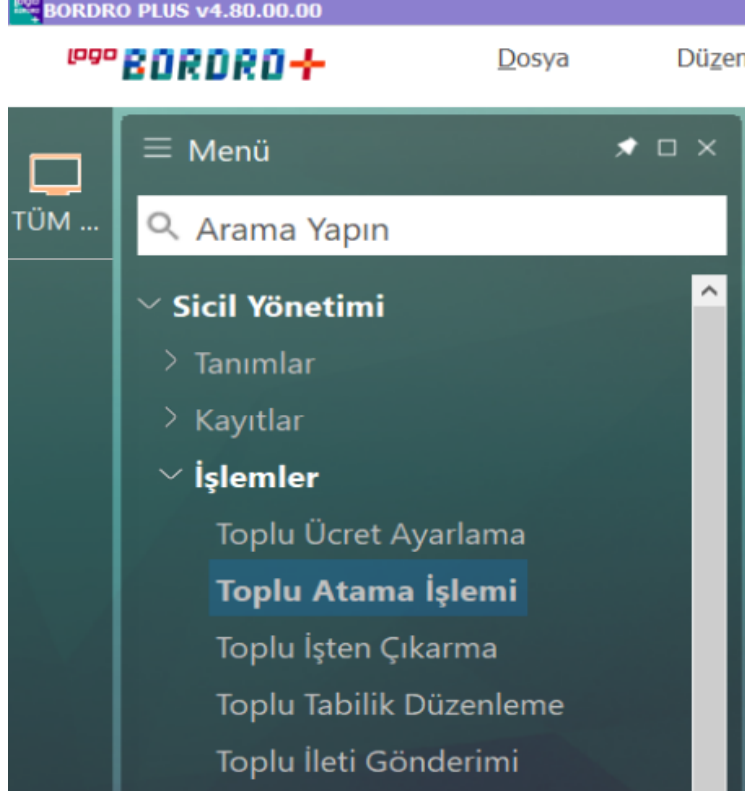 BORDRO PLUS v4.80.00.00
LOGO BORDRO+ Dosya Düzen
Menü
TÜM ...
Arama Yapın
Sicil Yönetimi
Tanımlar
Kayıtlar
İşlemler
Toplu Ücret Ayarlama
Toplu Atama İşlemi
Toplu İşten Çıkarma
Toplu Tabilik Düzenleme
Toplu İleti Gönderimi